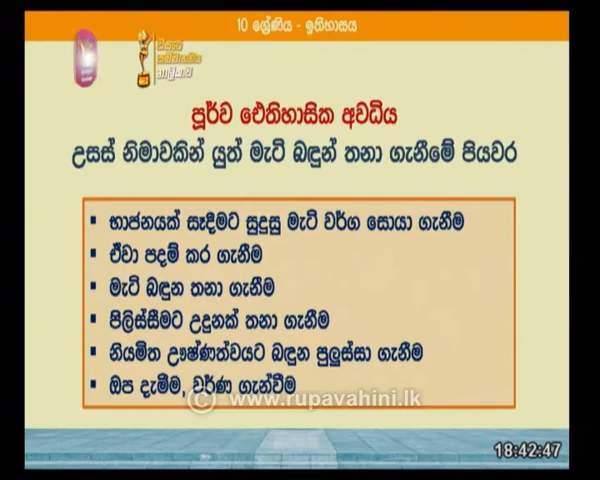 10 ශ්‍රේණිය - ඉතිහාසය
පූර්ව ඓතිහාසික අවධිය
උසස් නිමාවකින් යුත් මැටි බඳුන් තනා ගැනීමේ පියවර
▪ භාජනයක් සෑදීමට සුදුසු මැටි වර්ග සොයා ගැනීම
▪ ඒවා පදම් කර ගැනීම
▪ මැටි බඳුන තනා ගැනීම
▪ පිලිස්සීමට උදුනක් තනා ගැනීම
▪ නියමිත ඌෂ්ණත්වයට බඳුන පුලුස්සා ගැනීම
▪ ඔප දැමීම, වර්ණ ගැන්වීම
© www.rupavahini.lk
18:42:47